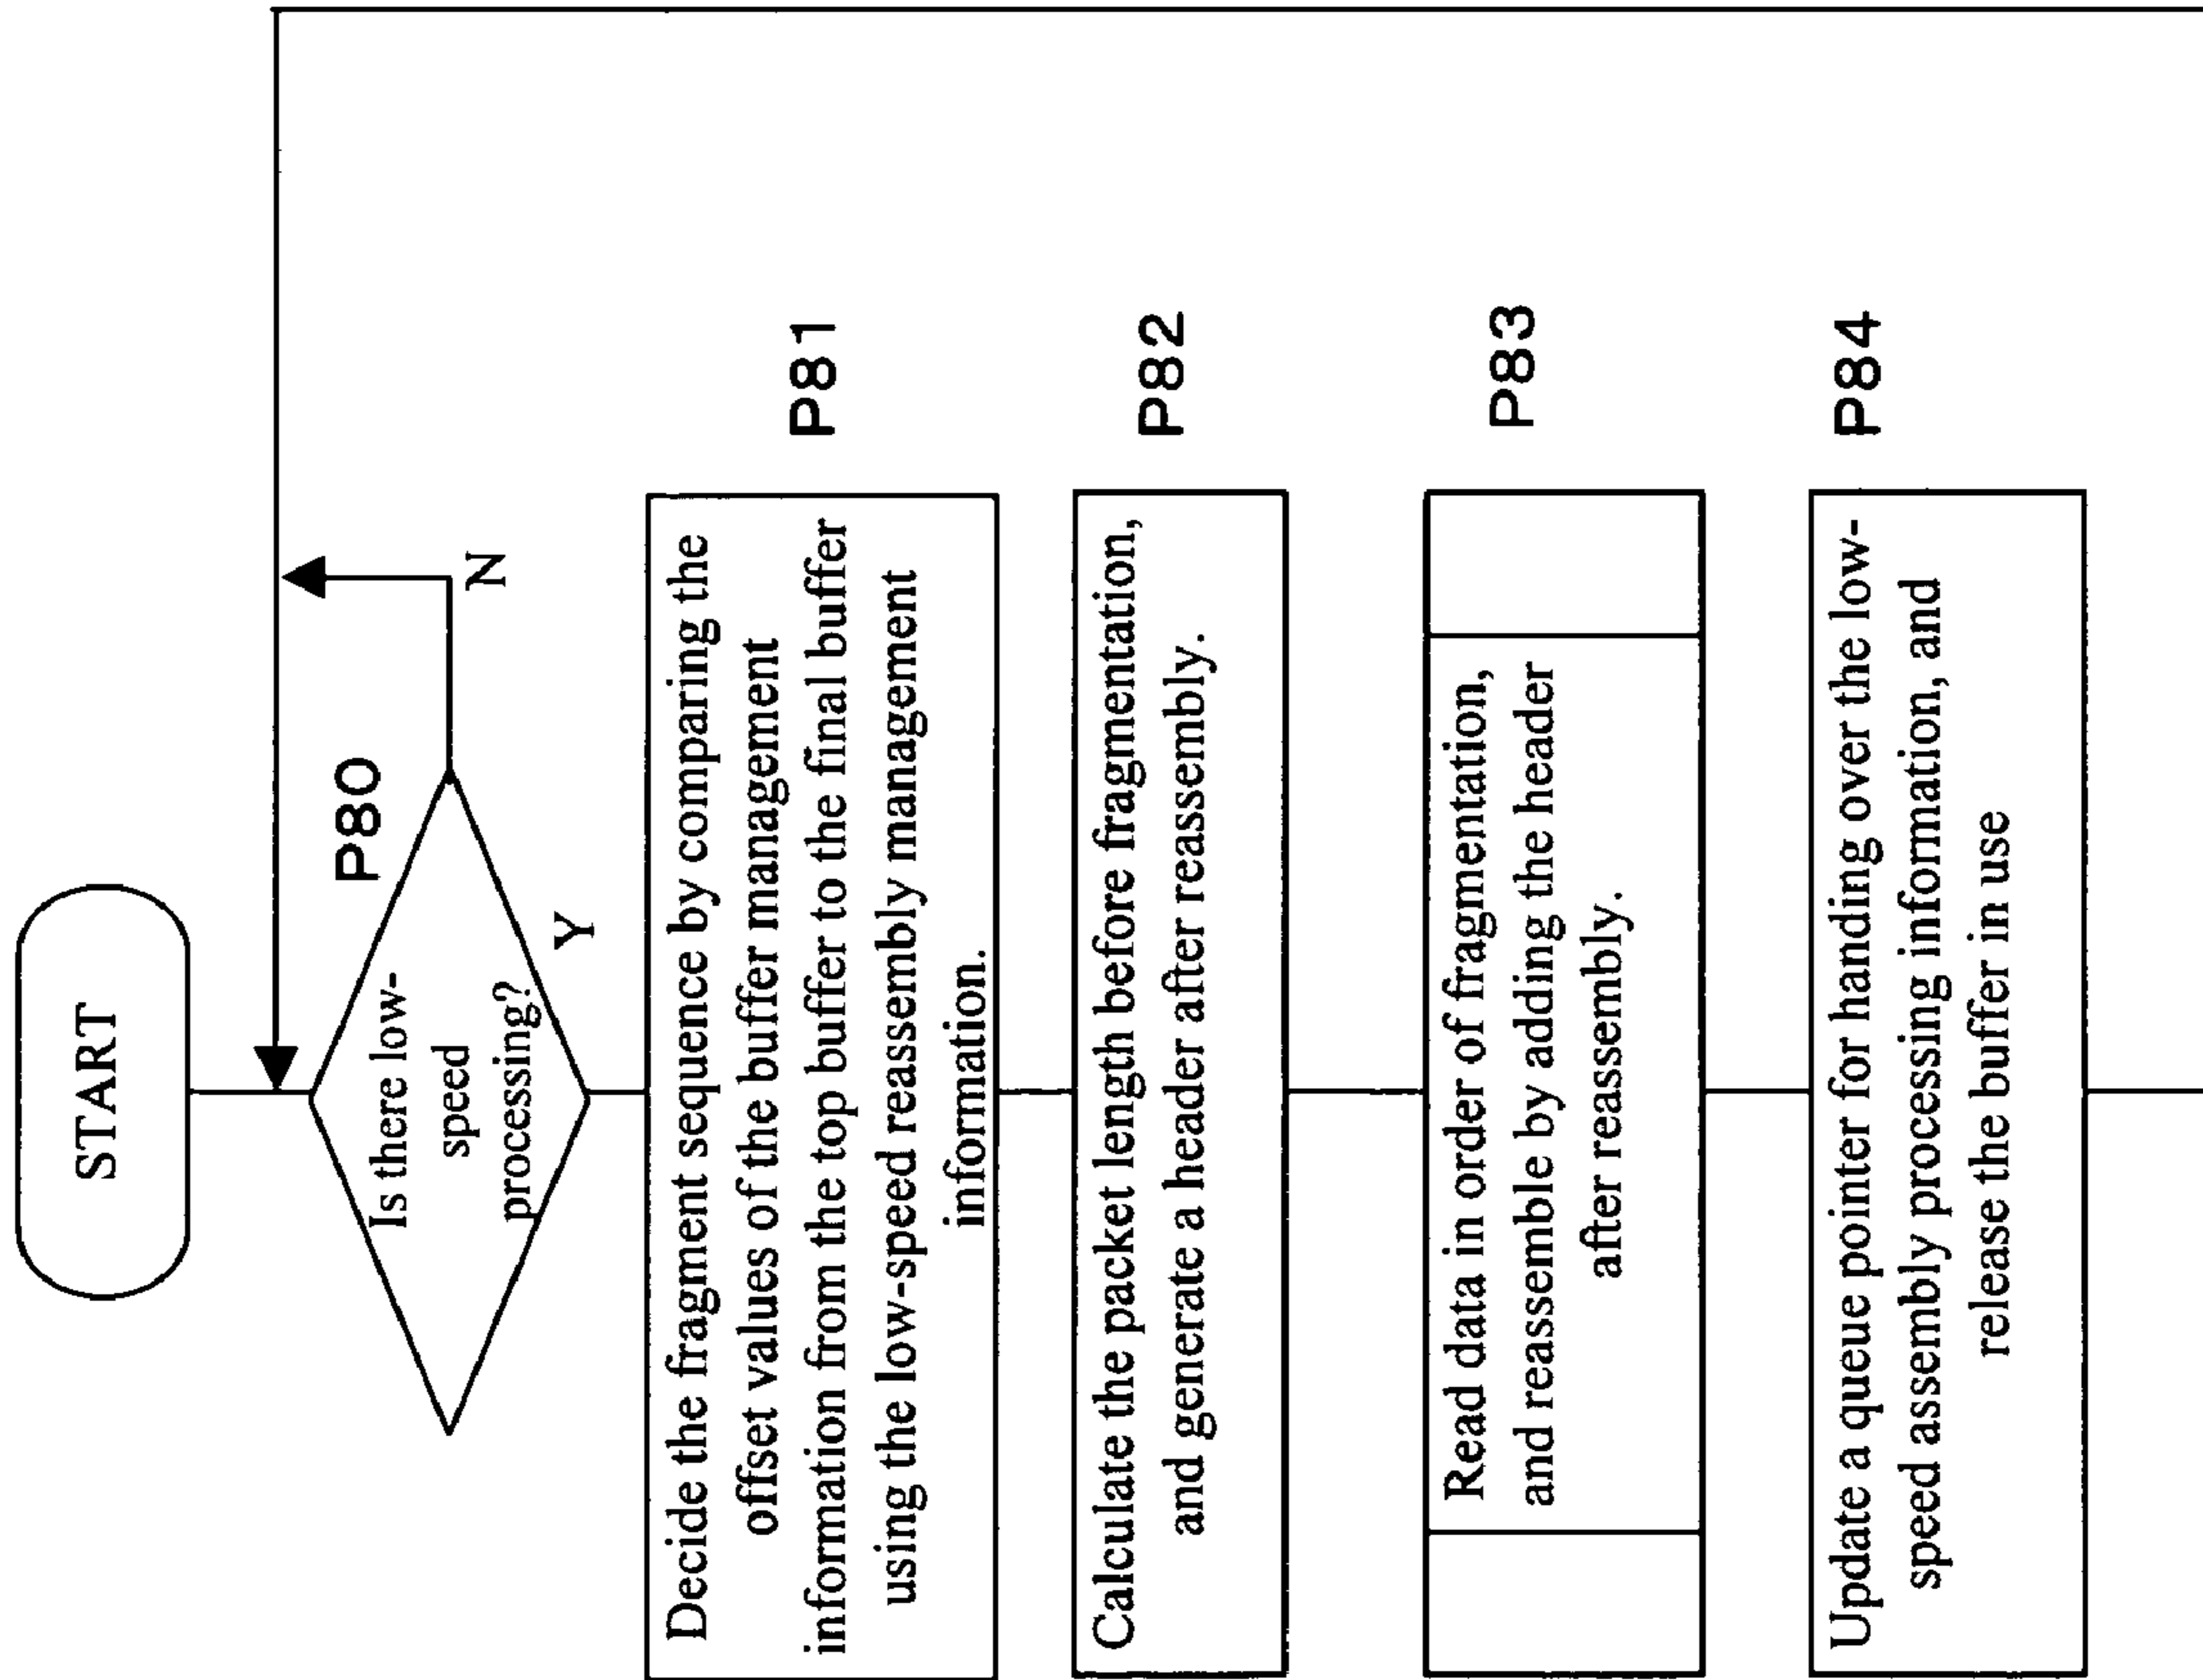 START
P80
Is there low-
speed
processing?
N
Y
P81
Decide the fragment sequence by comparing the
offset values of the buffer management
information from the top buffer to the final buffer
using the low-speed reassembly management
information.
P82
Calculate the packet length before fragmentation,
and generate a header after reassembly.
P83
Read data in order of fragmentation,
and reassemble by adding the header
after reassembly.
P84
Update a queue pointer for handing over the low-
speed assembly processing information, and
release the buffer in use